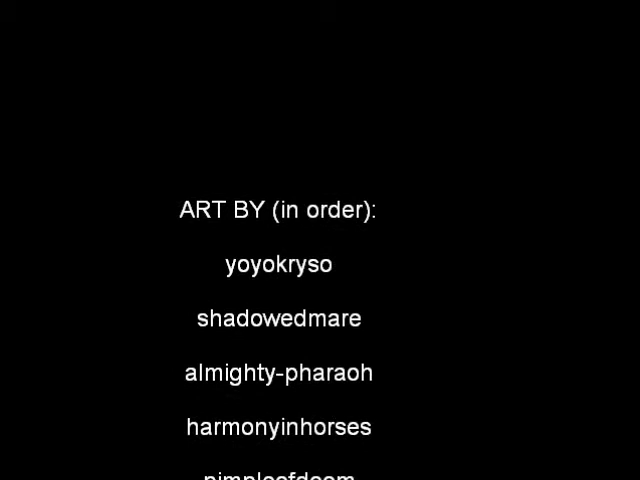 ART BY (in order):
yoyokryso
shadowedmare
almighty-pharaoh
harmonyinhorses